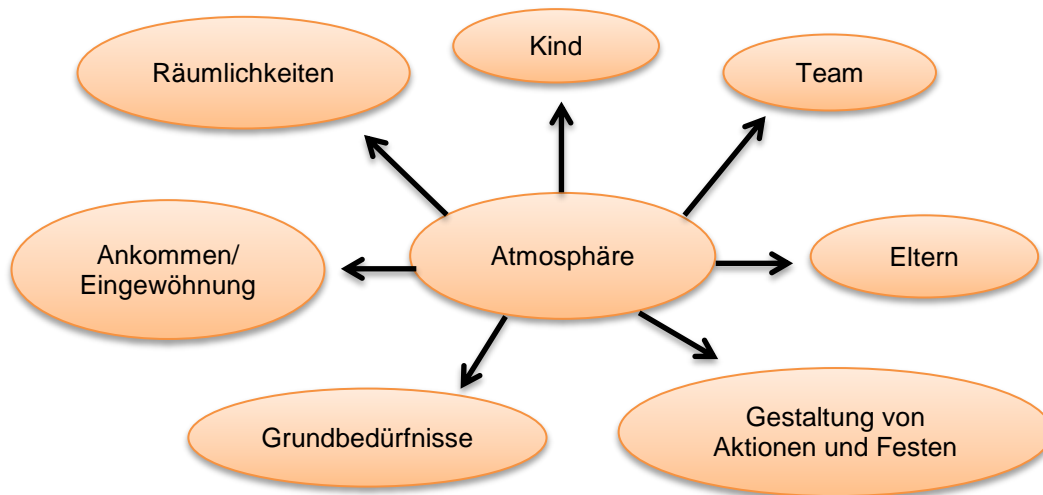 Kind
Räumlichkeiten
Team
Ankommen/
Eingewöhnung
Atmosphäre
Eltern
Grundbedürfnisse
Gestaltung von
Aktionen und Festen